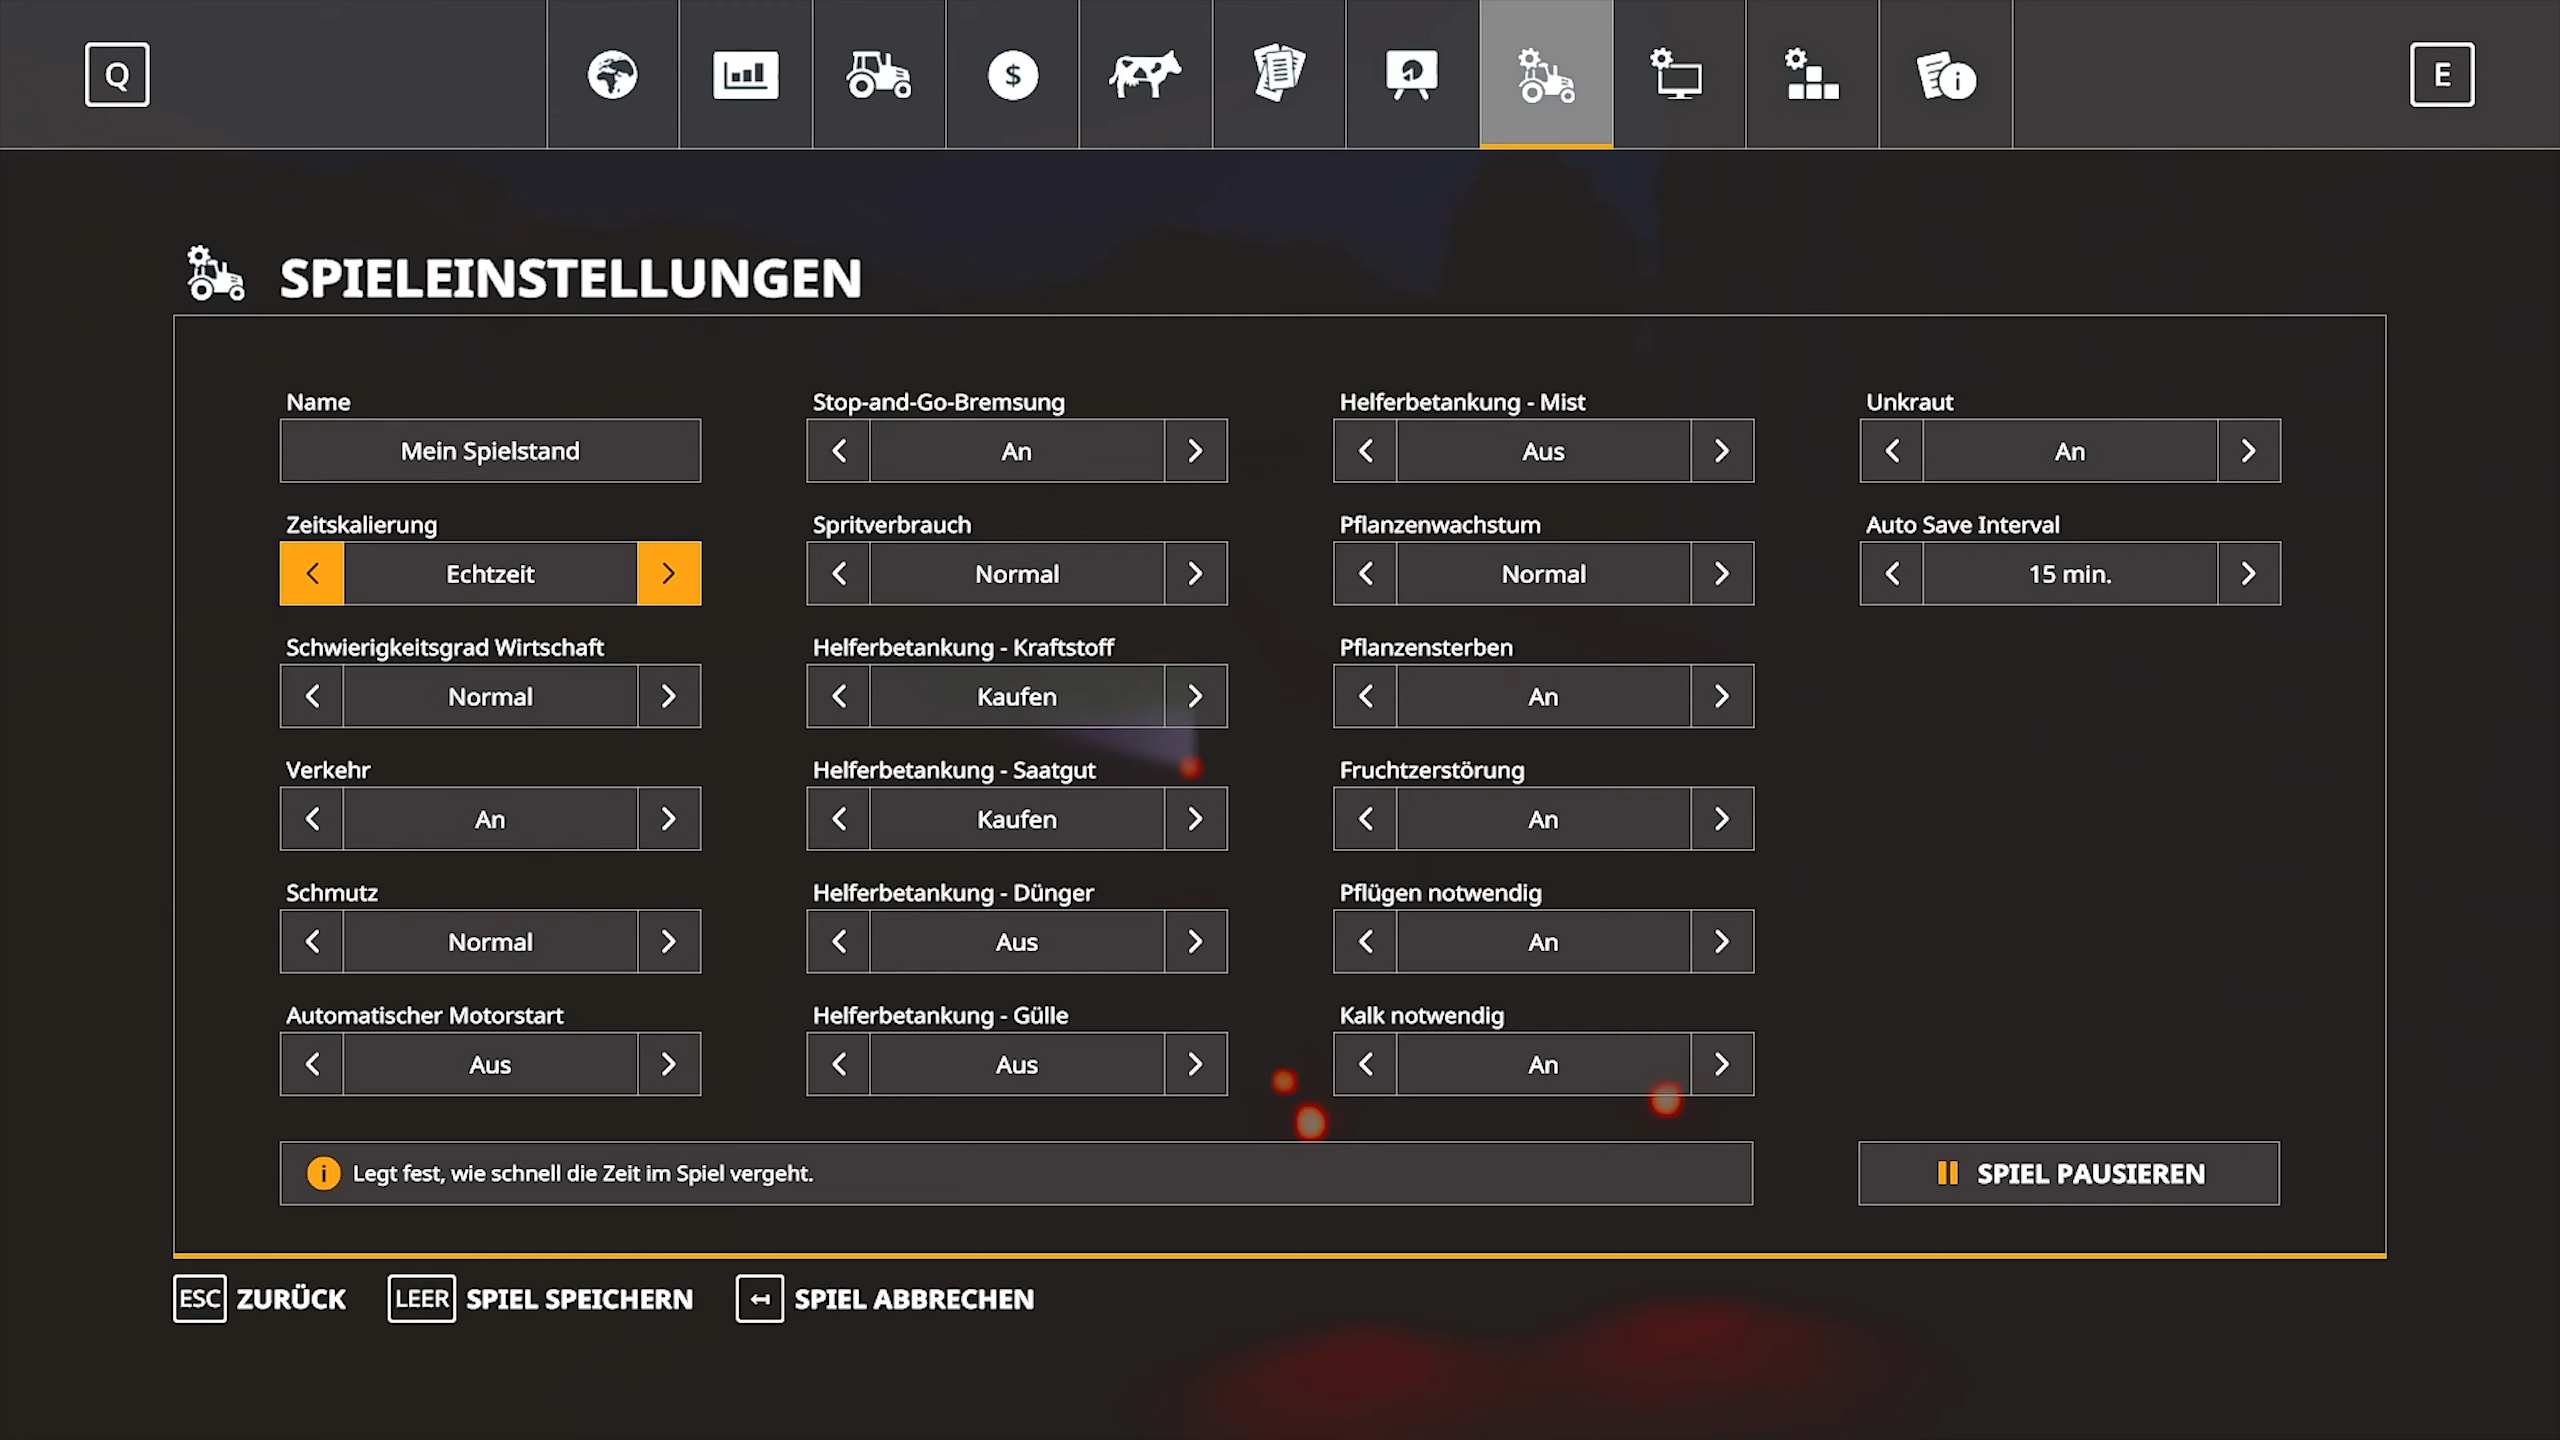 Q
$
E
SPIELEINSTELLUNGEN
Name
Mein Spielstand
Zeitskalierung
Echtzeit
Schwierigkeitsgrad Wirtschaft
Normal
Verkehr
An
Schmutz
Normal
Automatischer Motorstart
Aus
Stop-and-Go-Bremsung
An
Spritverbrauch
Normal
Helferbetankung - Kraftstoff
Kaufen
Helferbetankung - Saatgut
Kaufen
Helferbetankung - Dünger
Aus
Helferbetankung - Gülle
Aus
Helferbetankung - Mist
Aus
Pflanzenwachstum
Normal
Pflanzensterben
An
Fruchtzerstörung
An
Pflügen notwendig
An
Kalk notwendig
An
Unkraut
An
Auto Save Interval
15 min.
Legt fest, wie schnell die Zeit im Spiel vergeht.
SPIEL PAUSIEREN
ESC ZURÜCK LEER SPIEL SPEICHERN SPIEL ABBRECHEN